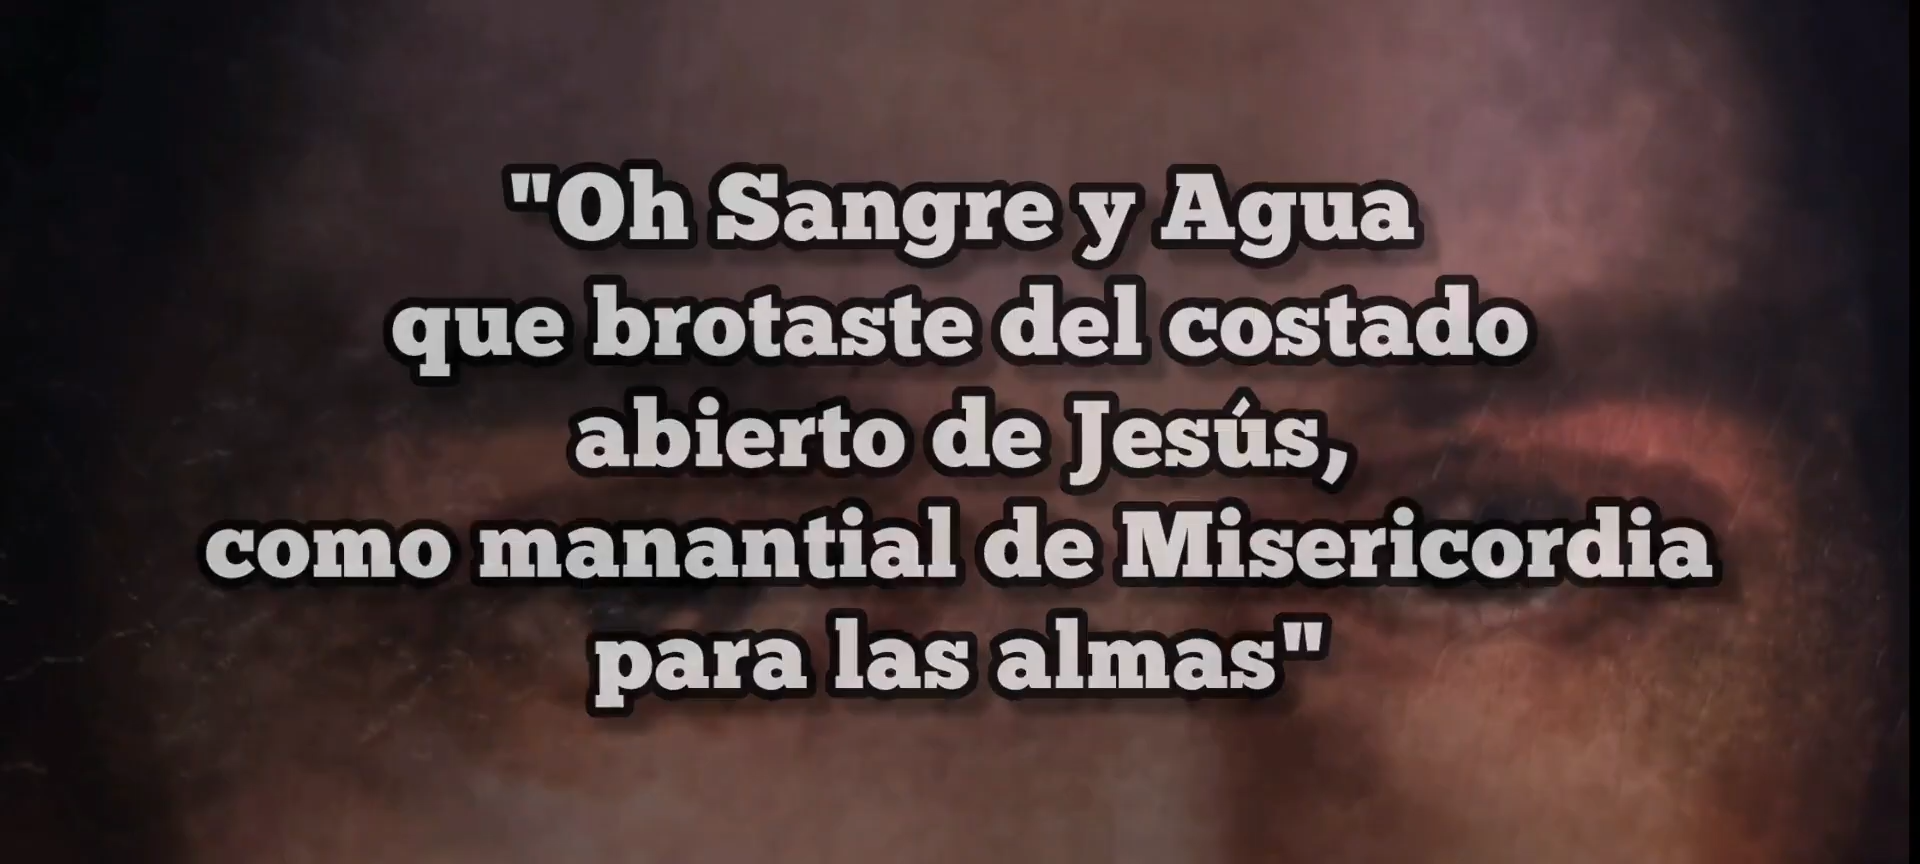 "Oh Sangre y Agua
que brotaste del costado
abierto de Jesús,
como manantial de Misericordia
para las almas"